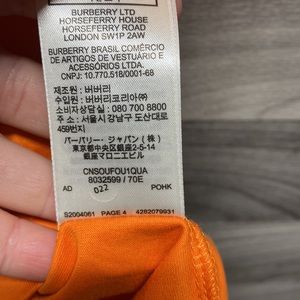 BURBERRY LTD
HORSEFERRY HOUSE
HORSEFERRY ROAD
LONDON SW1P 2AW
BURBERRY BRASIL COMÉRCIO
DE ARTIGOS DE VESTUÁRIO E
ACESSÓRIOS LTDA.
CNPJ: 10.770.518/0001-68
제조원 : 버버리
수입원 : 버버리코리아(주)
소비자상담실 : 080 700 8800
주소 : 서울시 강남구 도산대로
459번지
バーバリー・ジャパン(株)
東京都中央区銀座2-5-14
銀座マロニエビル
CNSOUFOU1QUA
8032599 / 70E
AD 022 POHK
S2004061 PAGE 4 4282079931